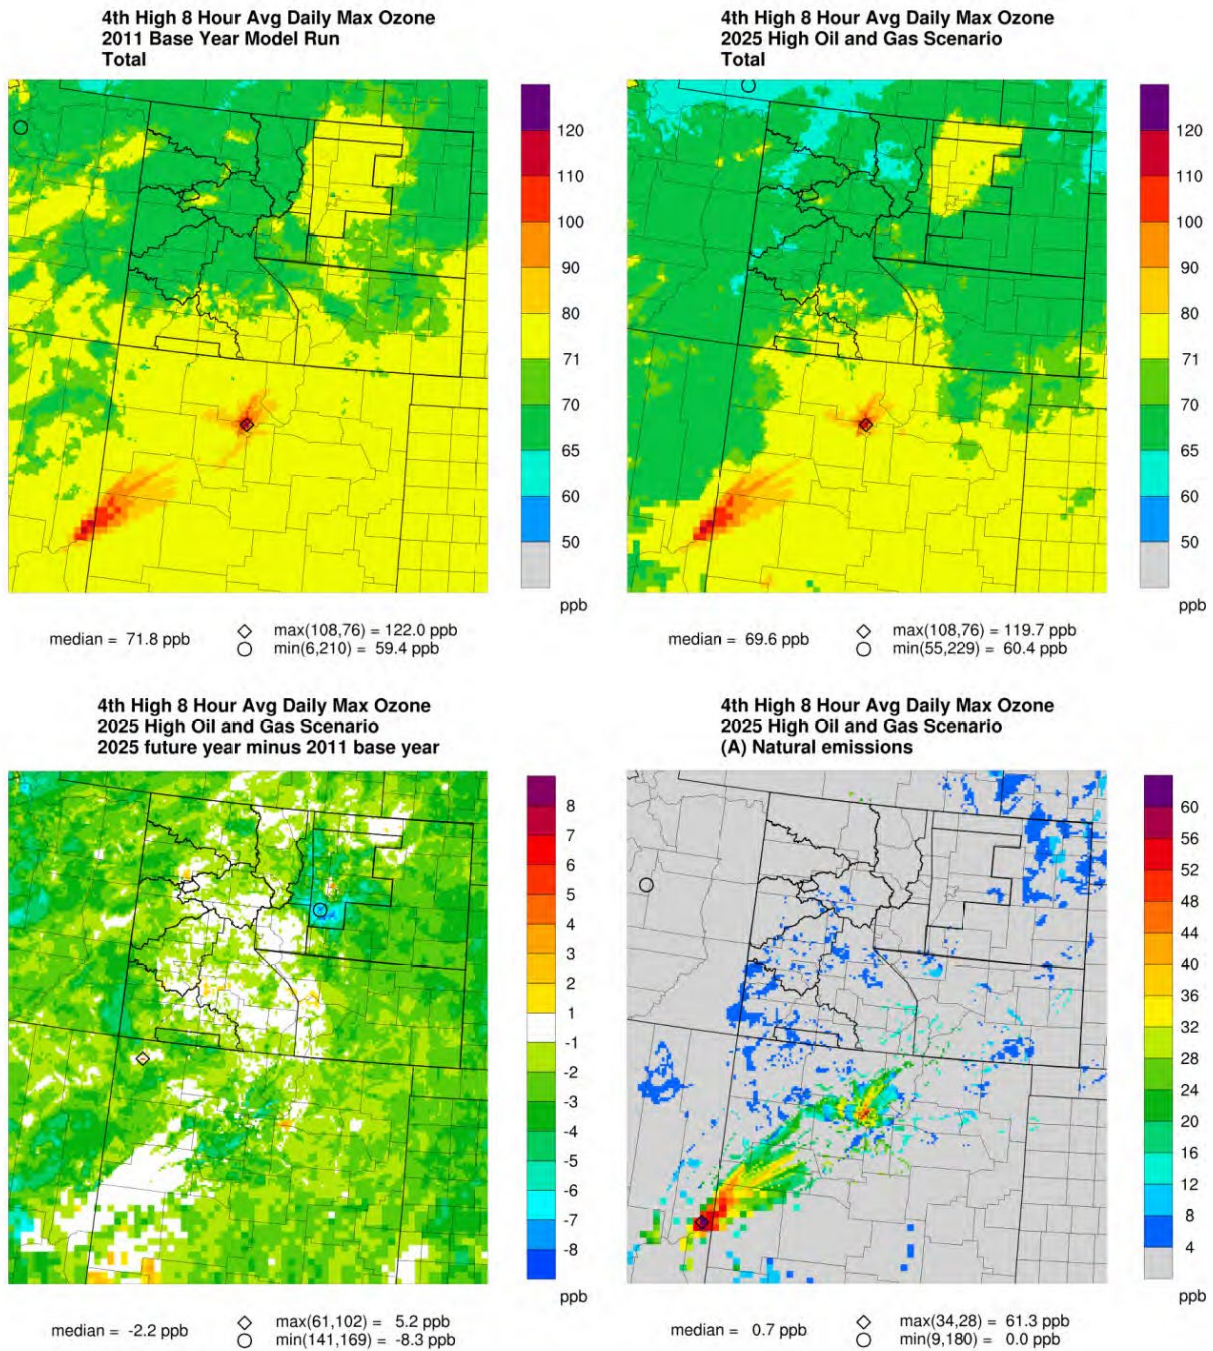 4th High 8 Hour Avg Daily Max Ozone
2011 Base Year Model Run
Total
120
110
100
90
80
71
70
65
60
50
ppb
median = 71.8 ppb
max(108,76) = 122.0 ppb
min(6,210) = 59.4 ppb
4th High 8 Hour Avg Daily Max Ozone
2025 High Oil and Gas Scenario
Total
120
110
100
90
80
71
70
65
60
50
ppb
median = 69.6 ppb
max(108,76) = 119.7 ppb
min(55,229) = 60.4 ppb
4th High 8 Hour Avg Daily Max Ozone
2025 High Oil and Gas Scenario
2025 future year minus 2011 base year
8
7
6
5
4
3
2
1
-1
-2
-3
-4
-5
-6
-7
-8
ppb
median = -2.2 ppb
max(61,102) = 5.2 ppb
min(141,169) = -8.3 ppb
4th High 8 Hour Avg Daily Max Ozone
2025 High Oil and Gas Scenario
(A) Natural emissions
60
56
52
48
44
40
36
32
28
24
20
16
12
8
4
ppb
median = 0.7 ppb
max(34,28) = 61.3 ppb
min(9,180) = 0.0 ppb